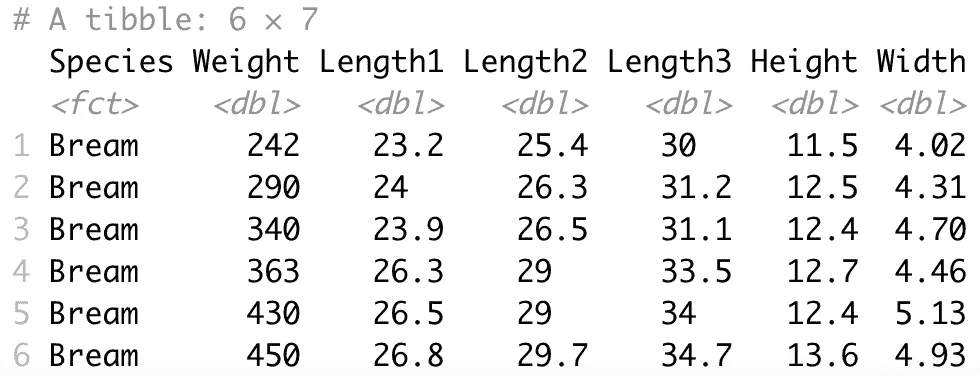 # A tibble: 6 × 7
Species Weight Length1 Length2 Length3 Height Width
<fct> <dbl> <dbl> <dbl> <dbl> <dbl> <dbl>
1 Bream 242 23.2 25.4 30 11.5 4.02
2 Bream 290 24 26.3 31.2 12.5 4.31
3 Bream 340 23.9 26.5 31.1 12.4 4.70
4 Bream 363 26.3 29 33.5 12.7 4.46
5 Bream 430 26.5 29 34 12.4 5.13
6 Bream 450 26.8 29.7 34.7 13.6 4.93